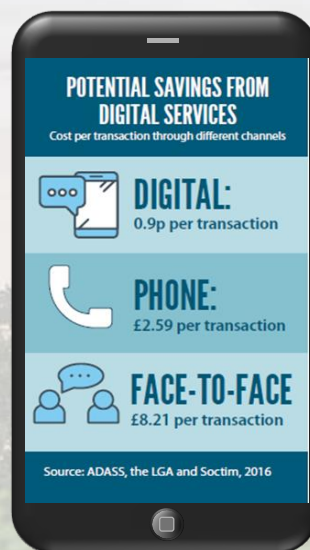 POTENTIAL SAVINGS FROM
DIGITAL SERVICES
Cost per transaction through different channels
DIGITAL:
0.9p per transaction
PHONE:
£2.59 per transaction
FACE-TO-FACE
£8.21 per transaction
Source: ADASS, the LGA and Soctim, 2016